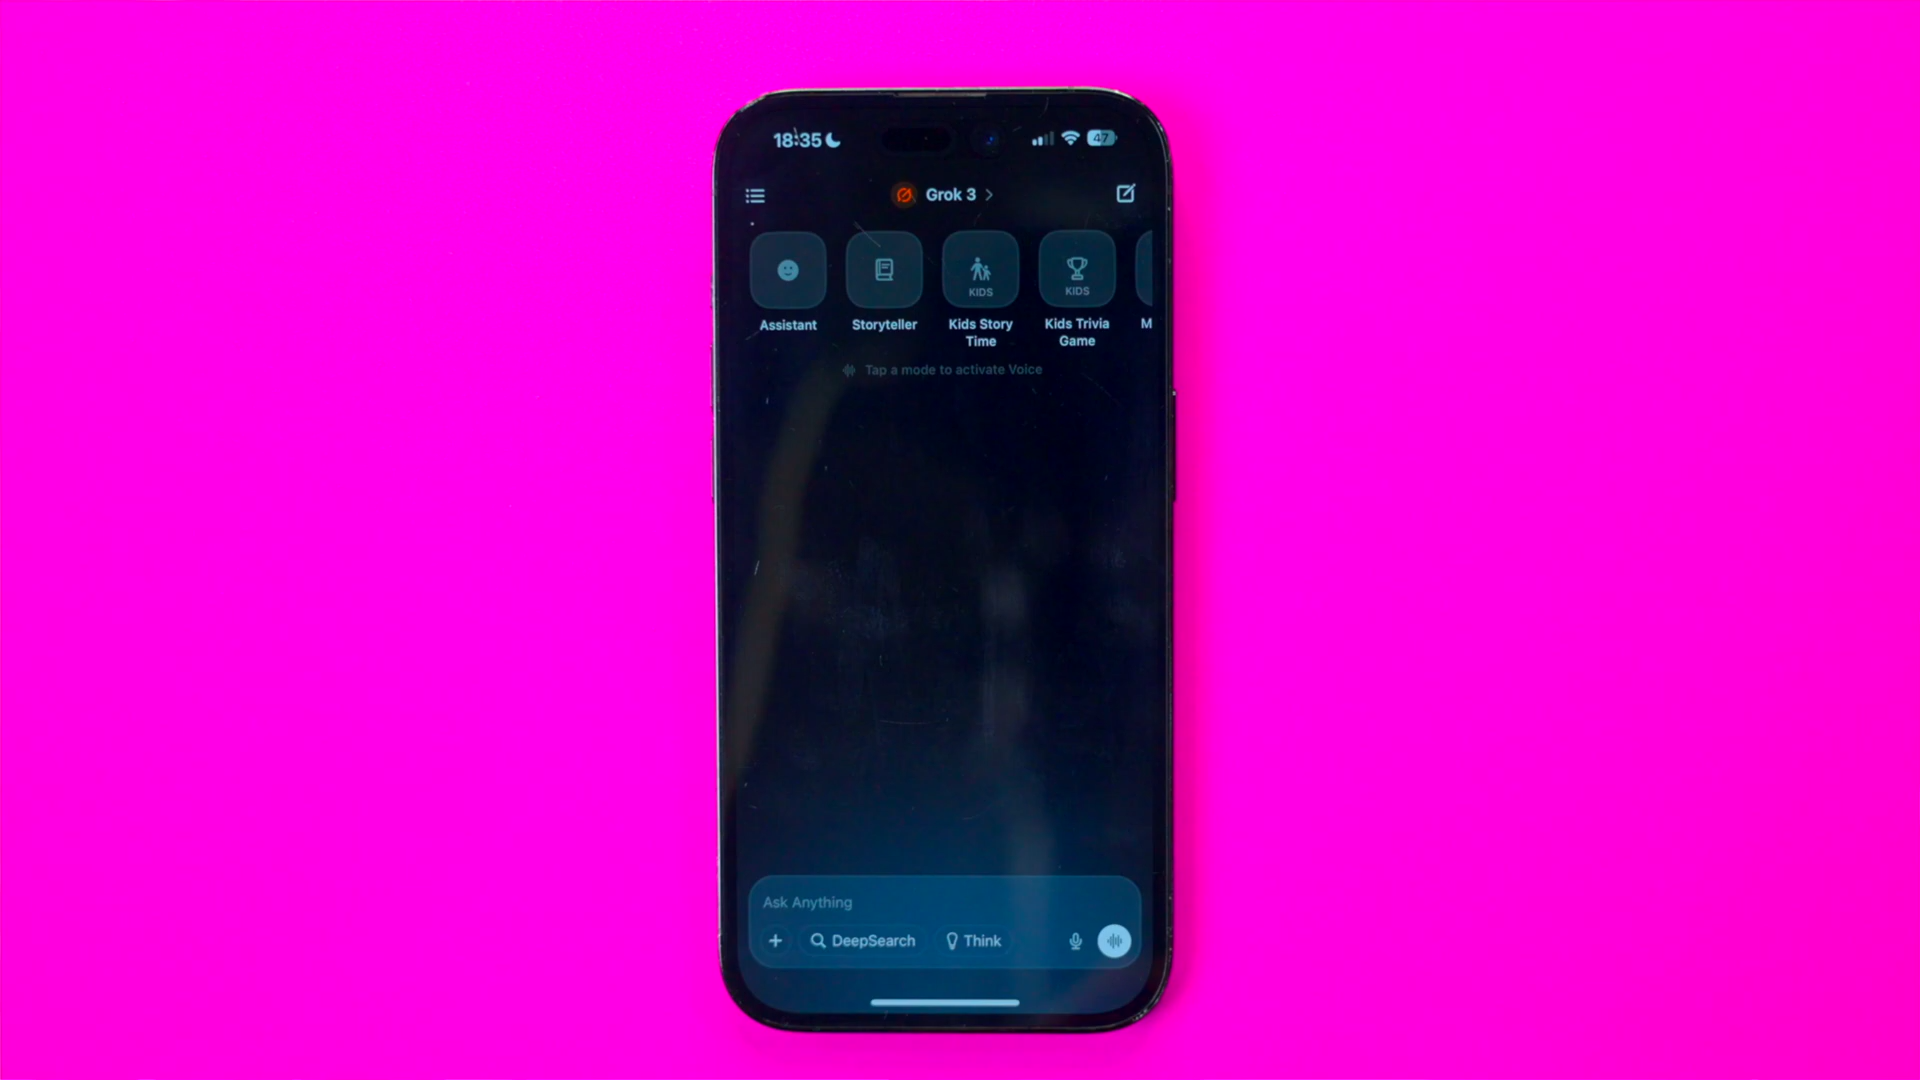 18:35
47
Grok 3
KIDS
KIDS
Assistant
Storyteller
Kids Story
Time
Kids Trivia
Game
M
Tap a mode to activate Voice
Ask Anything
DeepSearch
Think